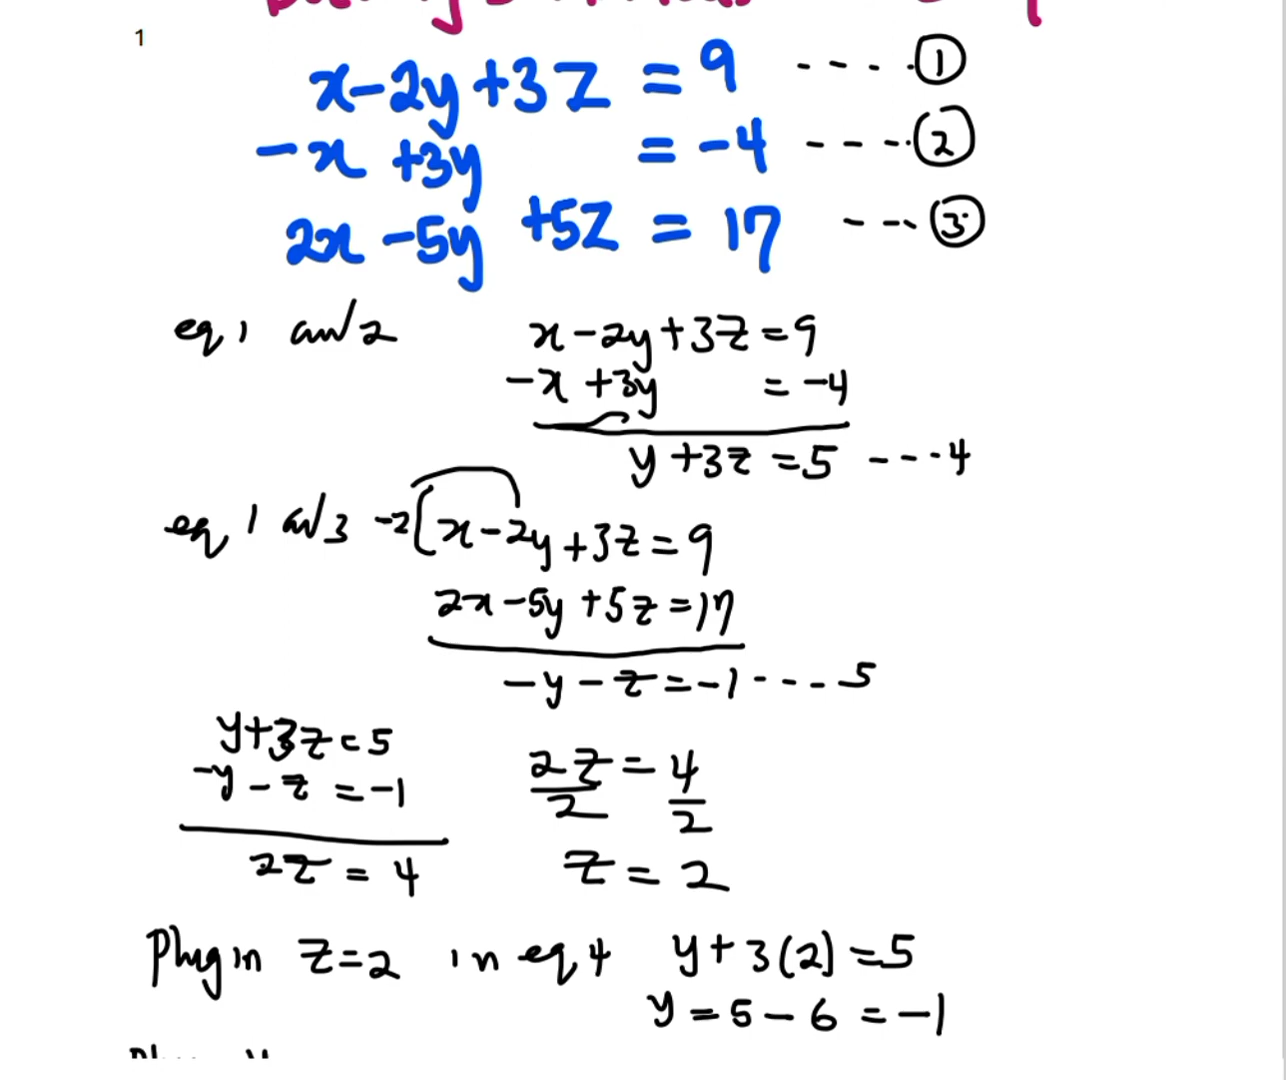 1
x-2y+3z = 9 ---- ①
-x +3y = -4 ---- ②
2x -5y +5z = 17 --- ③
eq 1 and 2
x-2y+3z=9
-x +3y = -4
y+3z =5 ---4
eq 1 and 3
-2(x-2y+3z=9
2x-5y+5z=17
-y-z=-1----5
y+3z=5
-y-z=-1
2z = 4
2z/2 = 4/2
z = 2
Plug in z=2 in eq 4 y+3(2)=5
y=5-6=-1